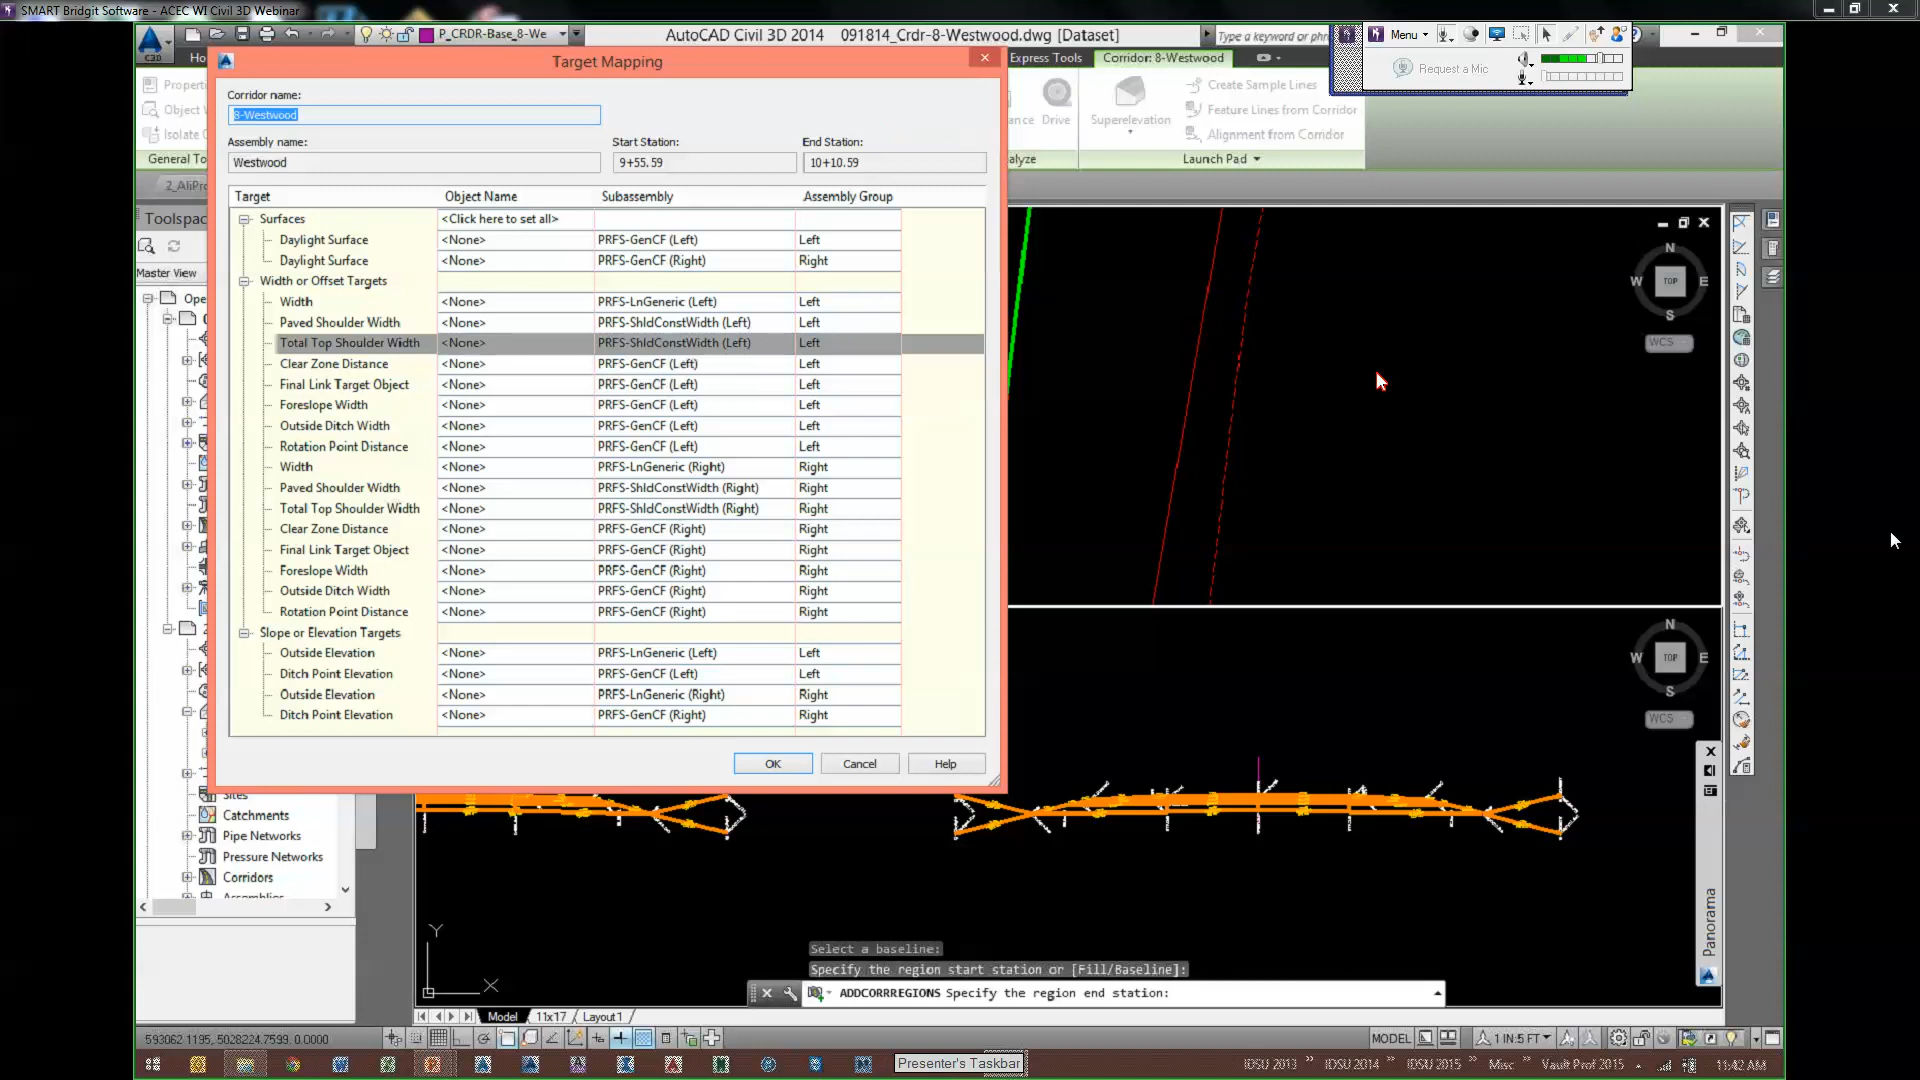 SMART Bridgit Software - ACEC WI Civil 3D Webinar
P_CRDR-Base_8-We
AutoCAD Civil 3D 2014 091814_Crdr-8-Westwood.dwg [Dataset]
Type a keyword or phr
Menu
Request a Mic
Target Mapping
Express Tools
Corridor: 8-Westwood
Corridor name:
8-Westwood
Assembly name:
Start Station:
End Station:
Westwood
9+55.59
10+10.59
Drive
Superelevation
Create Sample Lines
Feature Lines from Corridor
Alignment from Corridor
General To
alyze
Launch Pad
Properti
Object V
Isolate C
2_AliPro
Toolspac
Master View
Ope
Target Object Name Subassembly Assembly Group
Surfaces <Click here to set all>
Daylight Surface <None> PRFS-GenCF (Left) Left
Daylight Surface <None> PRFS-GenCF (Right) Right
Width or Offset Targets
Width <None> PRFS-LnGeneric (Left) Left
Paved Shoulder Width <None> PRFS-ShldConstWidth (Left) Left
Total Top Shoulder Width <None> PRFS-ShldConstWidth (Left) Left
Clear Zone Distance <None> PRFS-GenCF (Left) Left
Final Link Target Object <None> PRFS-GenCF (Left) Left
Foreslope Width <None> PRFS-GenCF (Left) Left
Outside Ditch Width <None> PRFS-GenCF (Left) Left
Rotation Point Distance <None> PRFS-GenCF (Left) Left
Width <None> PRFS-LnGeneric (Right) Right
Paved Shoulder Width <None> PRFS-ShldConstWidth (Right) Right
Total Top Shoulder Width <None> PRFS-ShldConstWidth (Right) Right
Clear Zone Distance <None> PRFS-GenCF (Right) Right
Final Link Target Object <None> PRFS-GenCF (Right) Right
Foreslope Width <None> PRFS-GenCF (Right) Right
Outside Ditch Width <None> PRFS-GenCF (Right) Right
Rotation Point Distance <None> PRFS-GenCF (Right) Right
Slope or Elevation Targets
Outside Elevation <None> PRFS-LnGeneric (Left) Left
Ditch Point Elevation <None> PRFS-GenCF (Left) Left
Outside Elevation <None> PRFS-LnGeneric (Right) Right
Ditch Point Elevation <None> PRFS-GenCF (Right) Right
OK Cancel Help
N
W TOP E
S
WCS
N
W TOP E
S
WCS
Sites
Catchments
Pipe Networks
Pressure Networks
Corridors
Assemblies
Y
X
Panorama
Select a baseline:
Specify the region start station or [Fill/Baseline]:
ADDCORRREGIONS Specify the region end station:
Model 11x17 Layout1
593062.1195, 5028224.7599, 0.0000
MODEL
1 IN:5 FT
Presenter's Taskbar
IDSU 2013 IDSU 2014 IDSU 2015 Misc Vault Prof 2015 11:42 AM